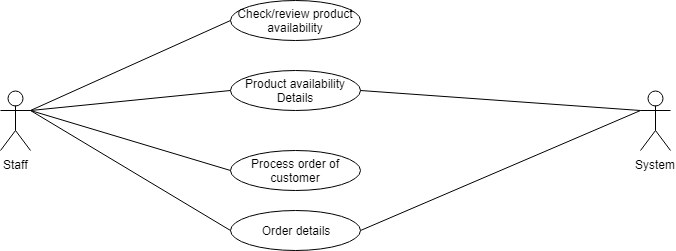 Check/review product
availability
Product availability
Details
Staff
System
Process order of
customer
Order details